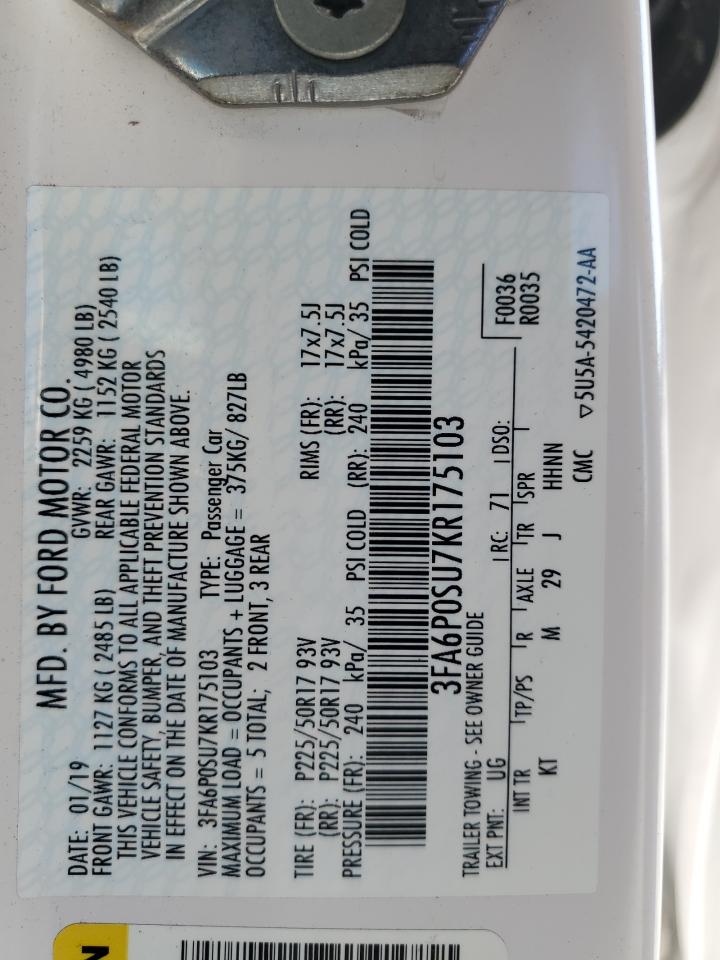 MFD. BY FORD MOTOR CO.
DATE: 01/19 GVWR: 2259 KG ( 4980 LB)
FRONT GAWR: 1127 KG ( 2485 LB) REAR GAWR: 1152 KG ( 2540 LB)
THIS VEHICLE CONFORMS TO ALL APPLICABLE FEDERAL MOTOR
VEHICLE SAFETY, BUMPER, AND THEFT PREVENTION STANDARDS
IN EFFECT ON THE DATE OF MANUFACTURE SHOWN ABOVE.
VIN: 3FA6P0SU7KR175103 TYPE: Passenger Car
MAXIMUM LOAD = OCCUPANTS + LUGGAGE = 375KG/ 827LB
OCCUPANTS = 5 TOTAL; 2 FRONT, 3 REAR
TIRE (FR): P225/50R17 93V RIMS (FR): 17x7.5J
(RR): P225/50R17 93V (RR): 17x7.5J
PRESSURE (FR): 240 kPa/ 35 PSI COLD (RR): 240 kPa/ 35 PSI COLD
3FA6P0SU7KR175103
TRAILER TOWING - SEE OWNER GUIDE
EXT PNT: UG RC: 71 DSO: F0036
R0035
INT TR TP/PS R AXLE TR SPR
KT M 29 J HHNN
CMC ▽5U5A-5420472-AA
N